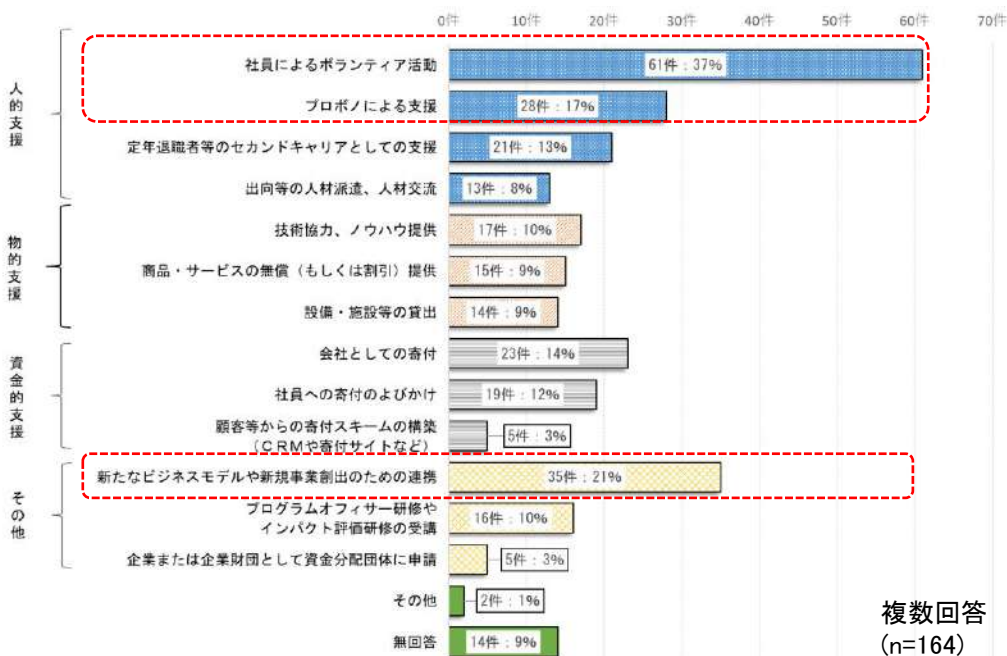 0件 10件 20件 30件 40件 50件 60件 70件
人的支援
社員によるボランティア活動 61件：37%
プロボノによる支援 28件：17%
定年退職者等のセカンドキャリアとしての支援 21件：13%
出向等の人材派遣、人材交流 13件：8%
物的支援
技術協力、ノウハウ提供 17件：10%
商品・サービスの無償（もしくは割引）提供 15件：9%
設備・施設等の貸出 14件：9%
資金的支援
会社としての寄付 23件：14%
社員への寄付のよびかけ 19件：12%
顧客等からの寄付スキームの構築
（ＣＲＭや寄付サイトなど） 5件：3%
その他
新たなビジネスモデルや新規事業創出のための連携 35件：21%
プログラムオフィサー研修や
インパクト評価研修の受講 16件：10%
企業または企業財団として資金分配団体に申請 5件：3%
その他 2件：1%
無回答 14件：9%
複数回答
(n=164)